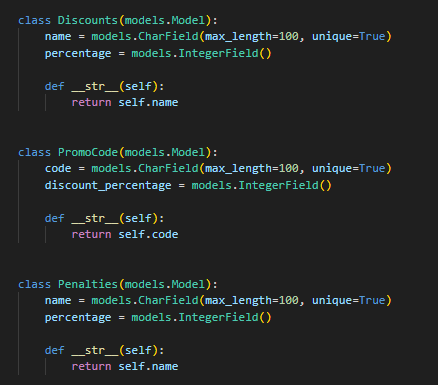 class Discounts(models.Model):
    name = models.CharField(max_length=100, unique=True)
    percentage = models.IntegerField()

    def __str__(self):
        return self.name


class PromoCode(models.Model):
    code = models.CharField(max_length=100, unique=True)
    discount_percentage = models.IntegerField()

    def __str__(self):
        return self.code


class Penalties(models.Model):
    name = models.CharField(max_length=100, unique=True)
    percentage = models.IntegerField()

    def __str__(self):
        return self.name